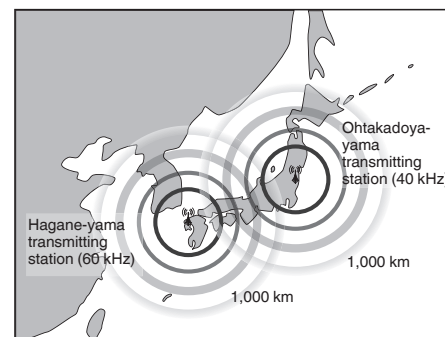 Ohtakadoya-
yama
transmitting
station (40 kHz)
Hagane-yama
transmitting
station (60 kHz)
1,000 km
1,000 km